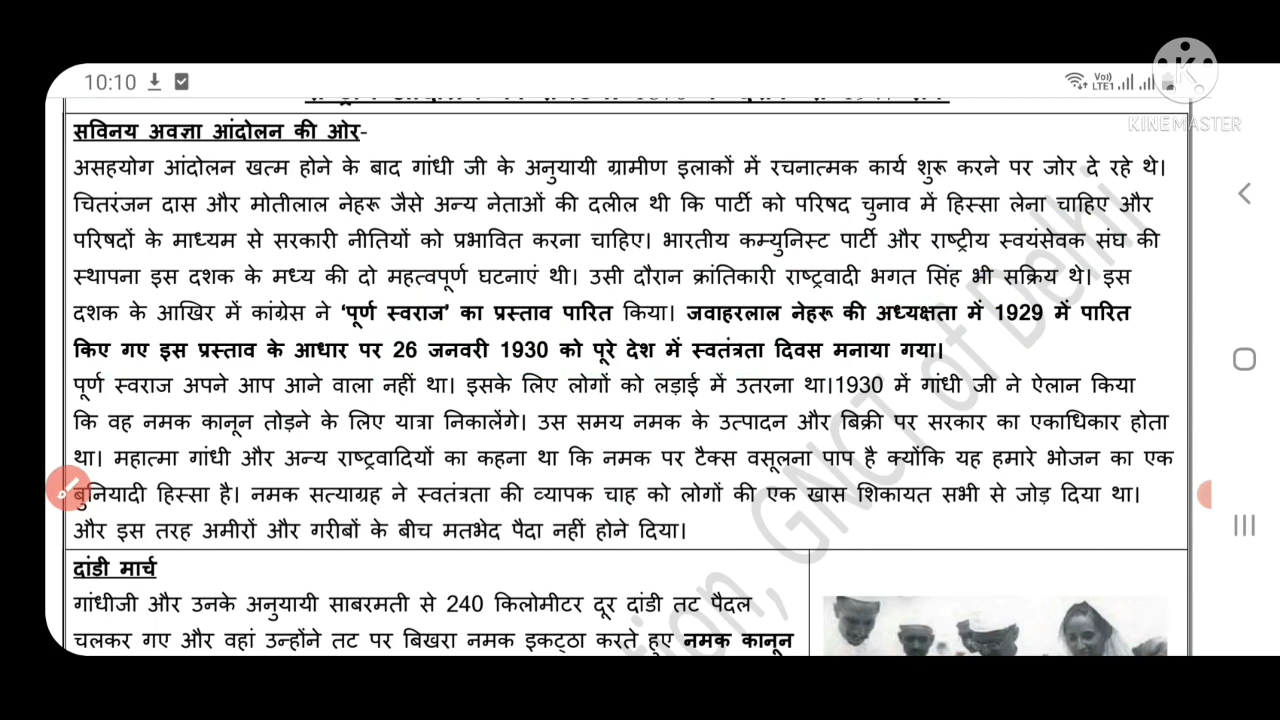 10:10
Vo)
LTE1
KINEMASTER
सविनय अवज्ञा आंदोलन की ओर-
असहयोग आंदोलन खत्म होने के बाद गांधी जी के अनुयायी ग्रामीण इलाकों में रचनात्मक कार्य शुरू करने पर जोर दे रहे थे।
चितरंजन दास और मोतीलाल नेहरू जैसे अन्य नेताओं की दलील थी कि पार्टी को परिषद चुनाव में हिस्सा लेना चाहिए और
परिषदों के माध्यम से सरकारी नीतियों को प्रभावित करना चाहिए। भारतीय कम्युनिस्ट पार्टी और राष्ट्रीय स्वयंसेवक संघ की
स्थापना इस दशक के मध्य की दो महत्वपूर्ण घटनाएं थी। उसी दौरान क्रांतिकारी राष्ट्रवादी भगत सिंह भी सक्रिय थे। इस
दशक के आखिर में कांग्रेस ने 'पूर्ण स्वराज' का प्रस्ताव पारित किया। जवाहरलाल नेहरू की अध्यक्षता में 1929 में पारित
किए गए इस प्रस्ताव के आधार पर 26 जनवरी 1930 को पूरे देश में स्वतंत्रता दिवस मनाया गया।
पूर्ण स्वराज अपने आप आने वाला नहीं था। इसके लिए लोगों को लड़ाई में उतरना था।1930 में गांधी जी ने ऐलान किया
कि वह नमक कानून तोड़ने के लिए यात्रा निकालेंगे। उस समय नमक के उत्पादन और बिक्री पर सरकार का एकाधिकार होता
था। महात्मा गांधी और अन्य राष्ट्रवादियों का कहना था कि नमक पर टैक्स वसूलना पाप है क्योंकि यह हमारे भोजन का एक
बुनियादी हिस्सा है। नमक सत्याग्रह ने स्वतंत्रता की व्यापक चाह को लोगों की एक खास शिकायत सभी से जोड़ दिया था।
और इस तरह अमीरों और गरीबों के बीच मतभेद पैदा नहीं होने दिया।
दांडी मार्च
गांधीजी और उनके अनुयायी साबरमती से 240 किलोमीटर दूर दांडी तट पैदल
चलकर गए और वहां उन्होंने तट पर बिखरा नमक इकट्ठा करते हुए नमक कानून
tion, GNCT of Delhi